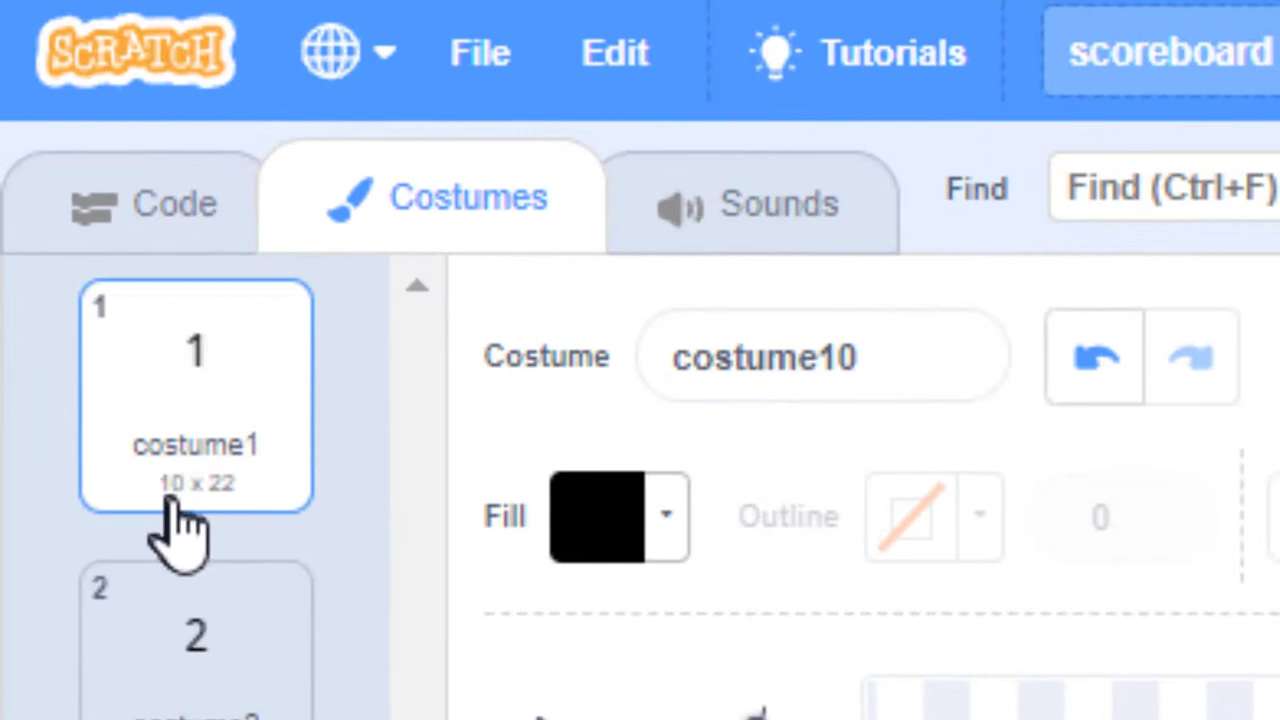 SCRATCH File Edit Tutorials scoreboard
Code Costumes Sounds Find Find (Ctrl+F)
1
1
costume1
10 x 22
Costume costume10
Fill Outline 0
2
2